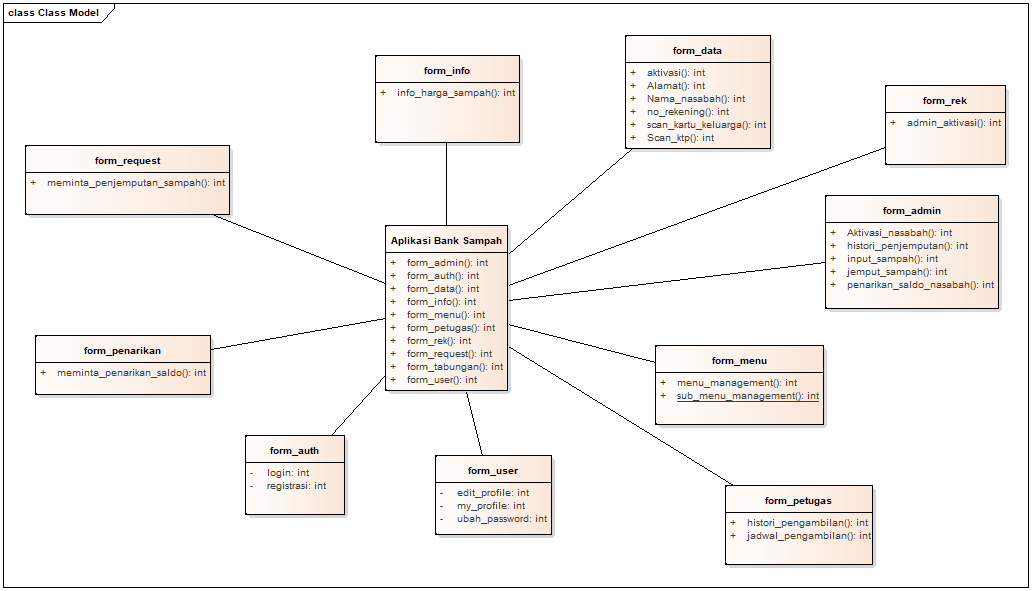 class Class Model
form_info
+ info_harga_sampah(): int
form_data
+ aktivasi(): int
+ Alamat(): int
+ Nama_nasabah(): int
+ no_rekening(): int
+ scan_kartu_keluarga(): int
+ Scan_ktp(): int
form_rek
+ admin_aktivasi(): int
form_request
+ meminta_penjemputan_sampah(): int
form_admin
+ Aktivasi_nasabah(): int
+ histori_penjemputan(): int
+ input_sampah(): int
+ jemput_sampah(): int
+ penarikan_saldo_nasabah(): int
Aplikasi Bank Sampah
+ form_admin(): int
+ form_auth(): int
+ form_data(): int
+ form_info(): int
+ form_menu(): int
+ form_petugas(): int
+ form_rek(): int
+ form_request(): int
+ form_tabungan(): int
+ form_user(): int
form_penarikan
+ meminta_penarikan_saldo(): int
form_menu
+ menu_management(): int
+ sub_menu_management(): int
form_auth
- login: int
- registrasi: int
form_user
- edit_profile: int
- my_profile: int
- ubah_password: int
form_petugas
+ histori_pengambilan(): int
+ jadwal_pengambilan(): int